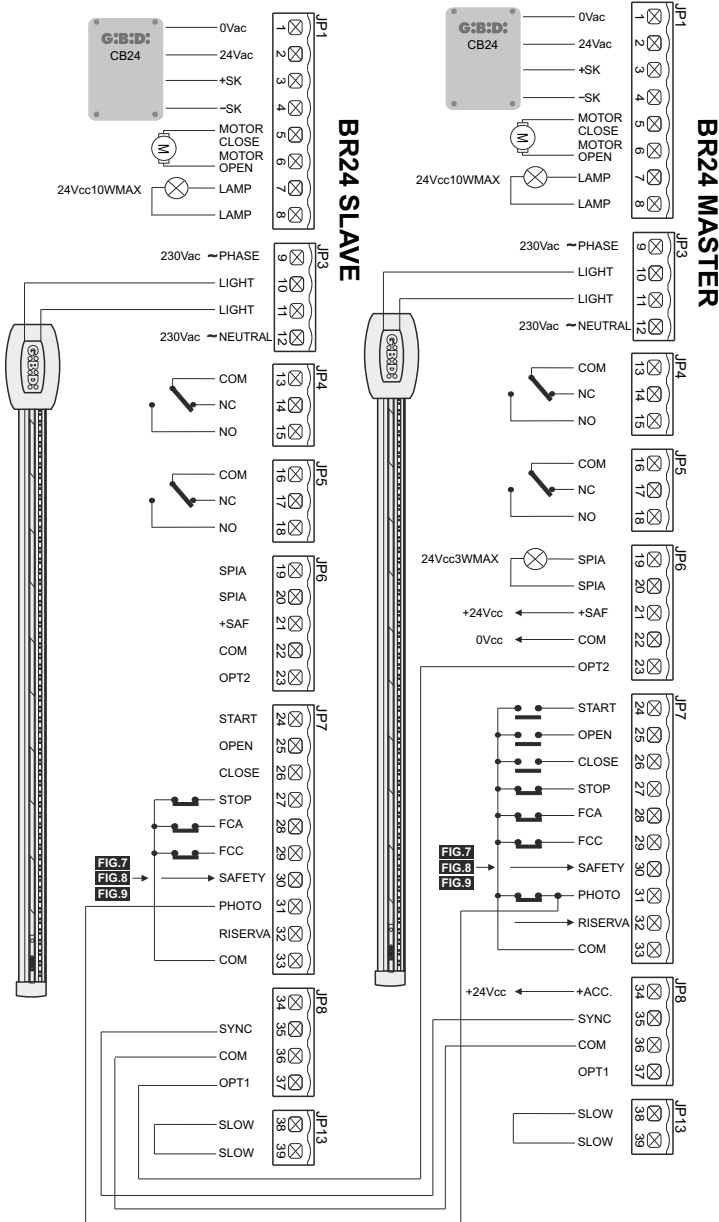 BR24 SLAVE
JP1
0Vac 1
24Vac 2
+SK 3
–SK 4
MOTOR CLOSE 5
MOTOR OPEN 6
LAMP 7
LAMP 8
G:B:D:
CB24
M
24Vcc10WMAX
JP3
230Vac ~PHASE 9
LIGHT 10
LIGHT 11
230Vac ~NEUTRAL 12
G:B:D:
JP4
COM 13
NC 14
NO 15
JP5
COM 16
NC 17
NO 18
JP6
SPIA 19
SPIA 20
+SAF 21
COM 22
OPT2 23
JP7
START 24
OPEN 25
CLOSE 26
STOP 27
FCA 28
FCC 29
SAFETY 30
PHOTO 31
RISERVA 32
COM 33
FIG.7
FIG.8
FIG.9
JP8
34
SYNC 35
COM 36
OPT1 37
JP13
SLOW 38
SLOW 39
BR24 MASTER
JP1
0Vac 1
24Vac 2
+SK 3
–SK 4
MOTOR CLOSE 5
MOTOR OPEN 6
LAMP 7
LAMP 8
G:B:D:
CB24
M
24Vcc10WMAX
JP3
230Vac ~PHASE 9
LIGHT 10
LIGHT 11
230Vac ~NEUTRAL 12
G:B:D:
JP4
COM 13
NC 14
NO 15
JP5
COM 16
NC 17
NO 18
JP6
24Vcc3WMAX SPIA 19
SPIA 20
+24Vcc +SAF 21
0Vcc COM 22
OPT2 23
JP7
START 24
OPEN 25
CLOSE 26
STOP 27
FCA 28
FCC 29
SAFETY 30
PHOTO 31
RISERVA 32
COM 33
FIG.7
FIG.8
FIG.9
JP8
+24Vcc +ACC. 34
SYNC 35
COM 36
OPT1 37
JP13
SLOW 38
SLOW 39